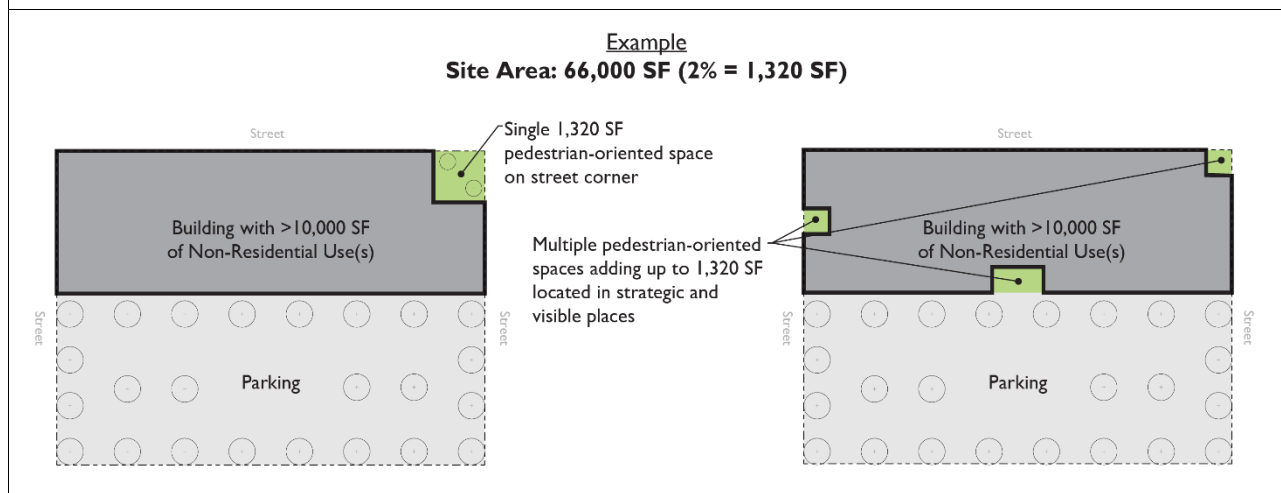 Example
Site Area: 66,000 SF (2% = 1,320 SF)
Street
Single 1,320 SF
pedestrian-oriented space
on street corner
Building with >10,000 SF
of Non-Residential Use(s)
Street
Street
Parking
Street
Multiple pedestrian-oriented
spaces adding up to 1,320 SF
located in strategic and
visible places
Building with >10,000 SF
of Non-Residential Use(s)
Street
Street
Parking